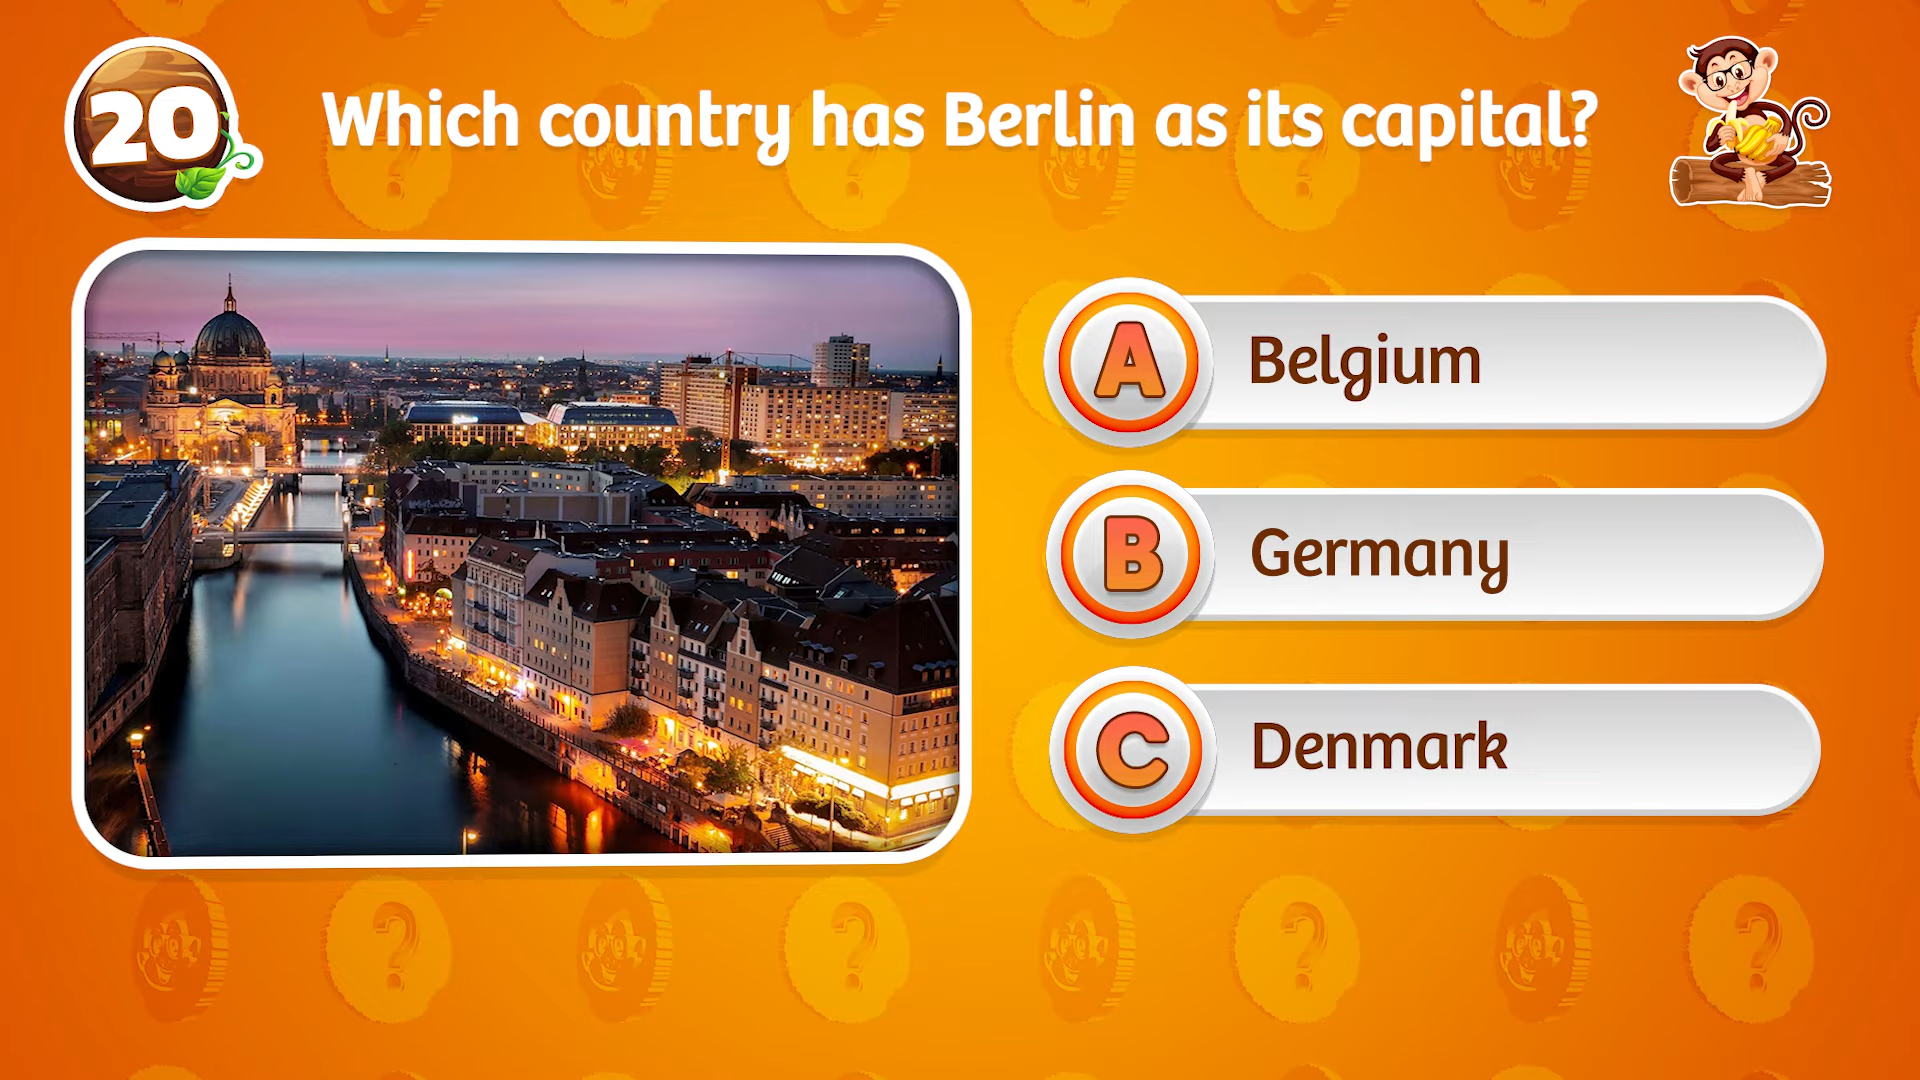 20
Which country has Berlin as its capital?
A Belgium
B Germany
C Denmark